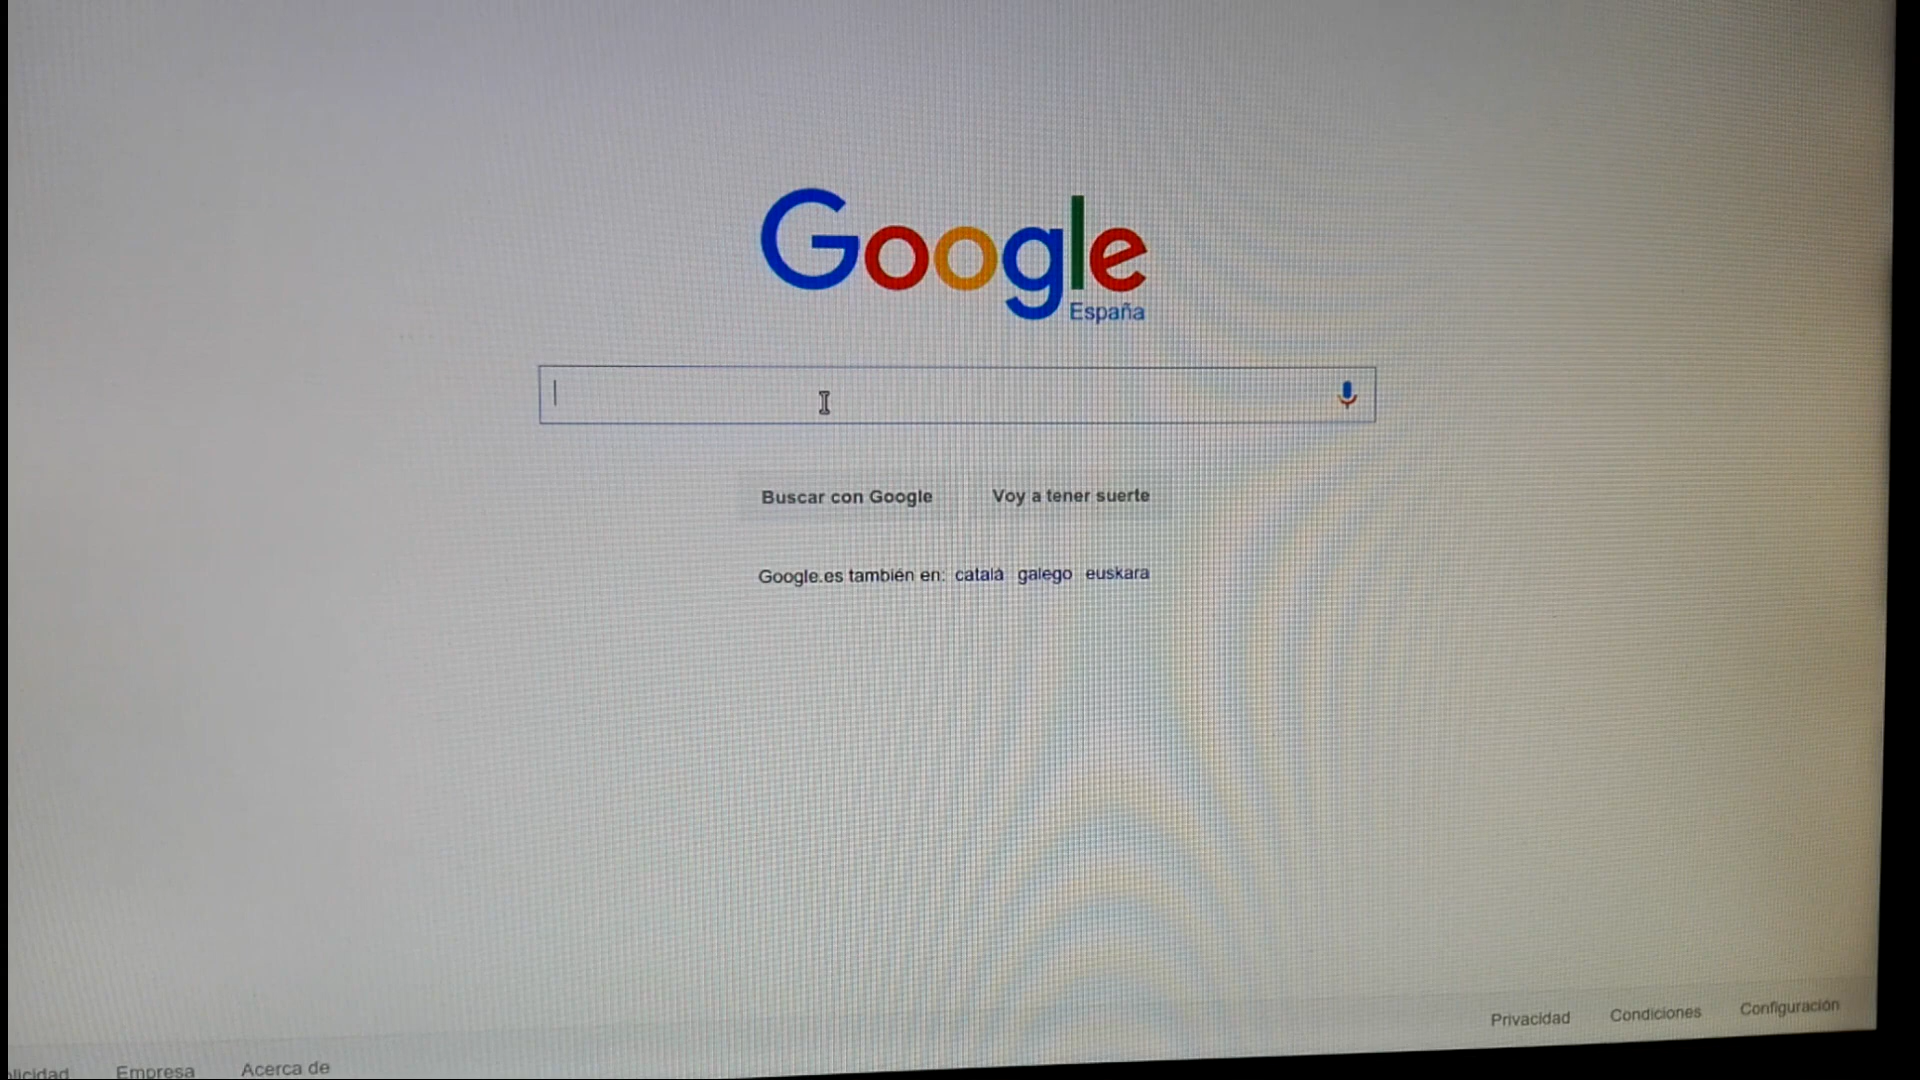 Google
España
Buscar con Google Voy a tener suerte
Google.es también en: català galego euskara
Privacidad Condiciones Configuración
Empresa Acerca de